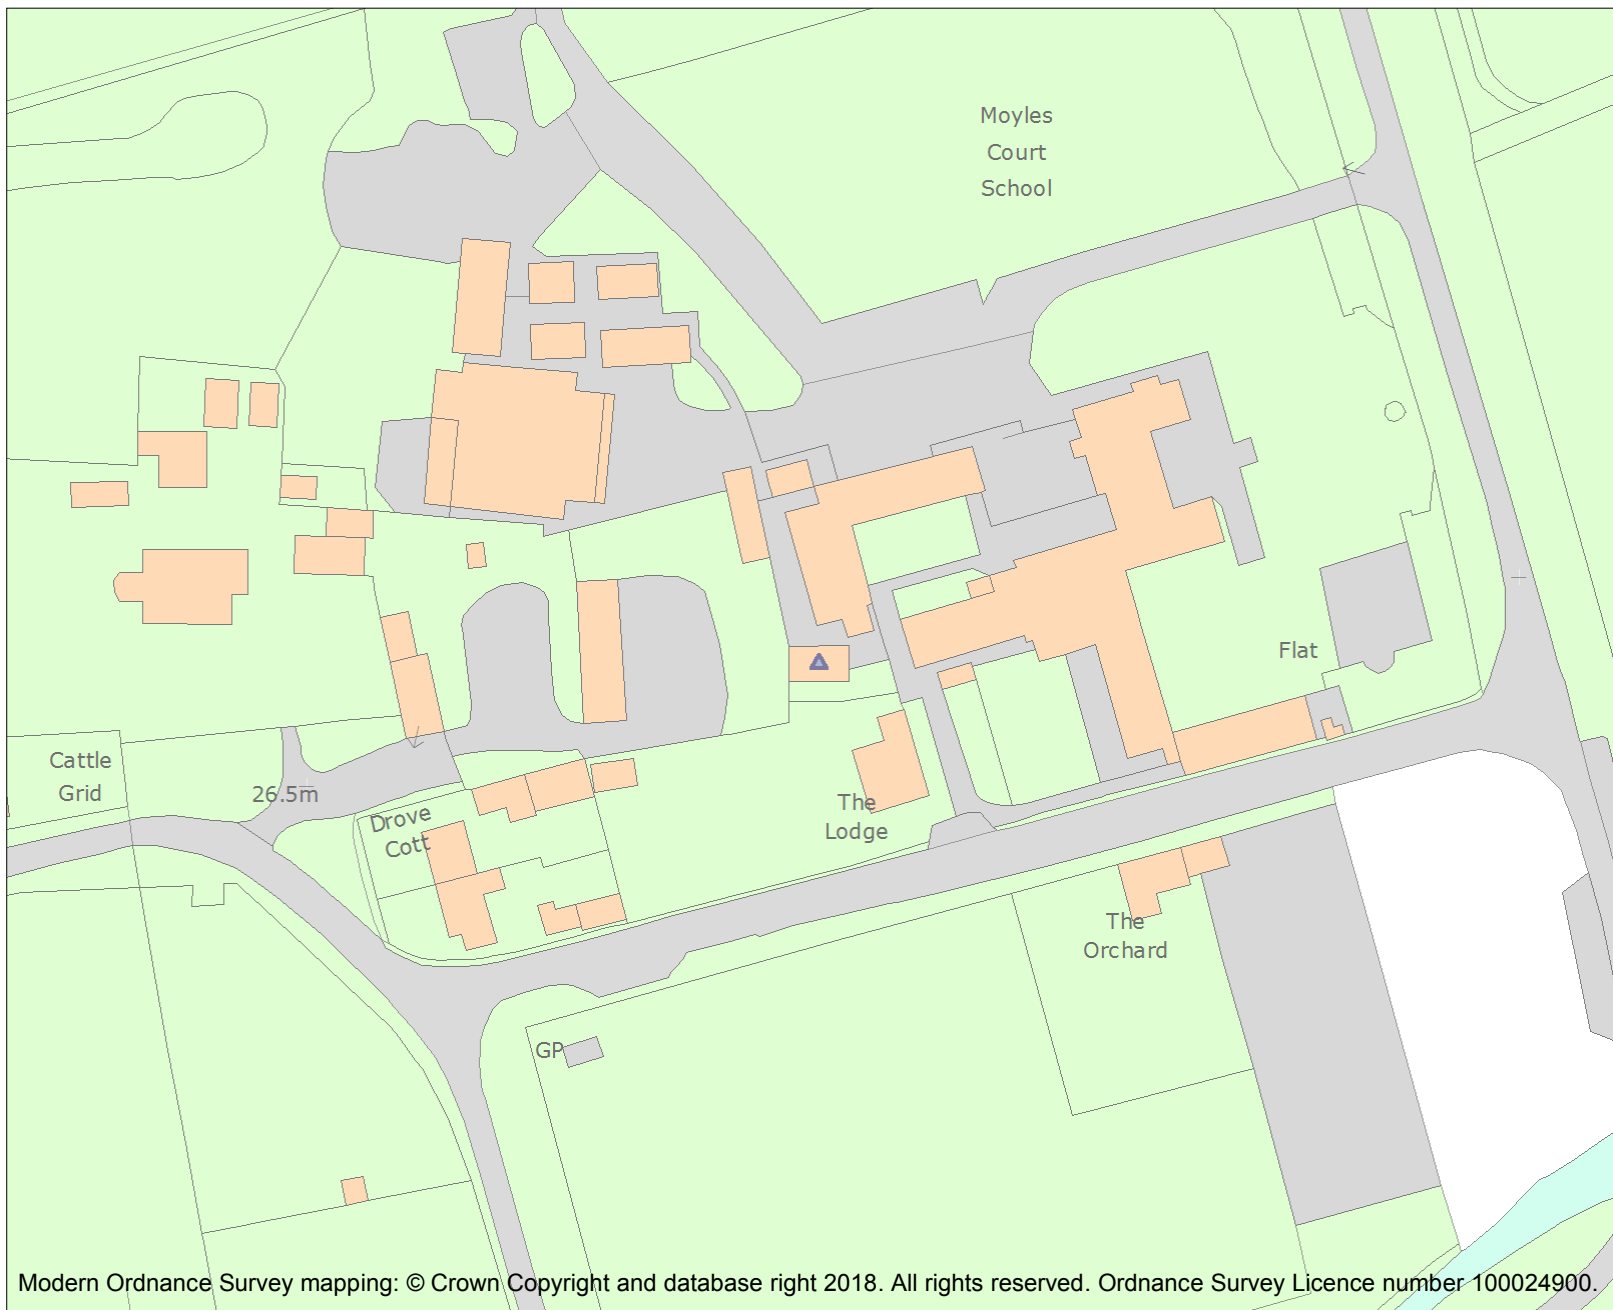 Moyles
Court
School
Flat
Cattle
Grid
26.5m
Drove
Cott
The
Lodge
The
Orchard
GP
Modern Ordnance Survey mapping: © Crown Copyright and database right 2018. All rights reserved. Ordnance Survey Licence number 100024900.